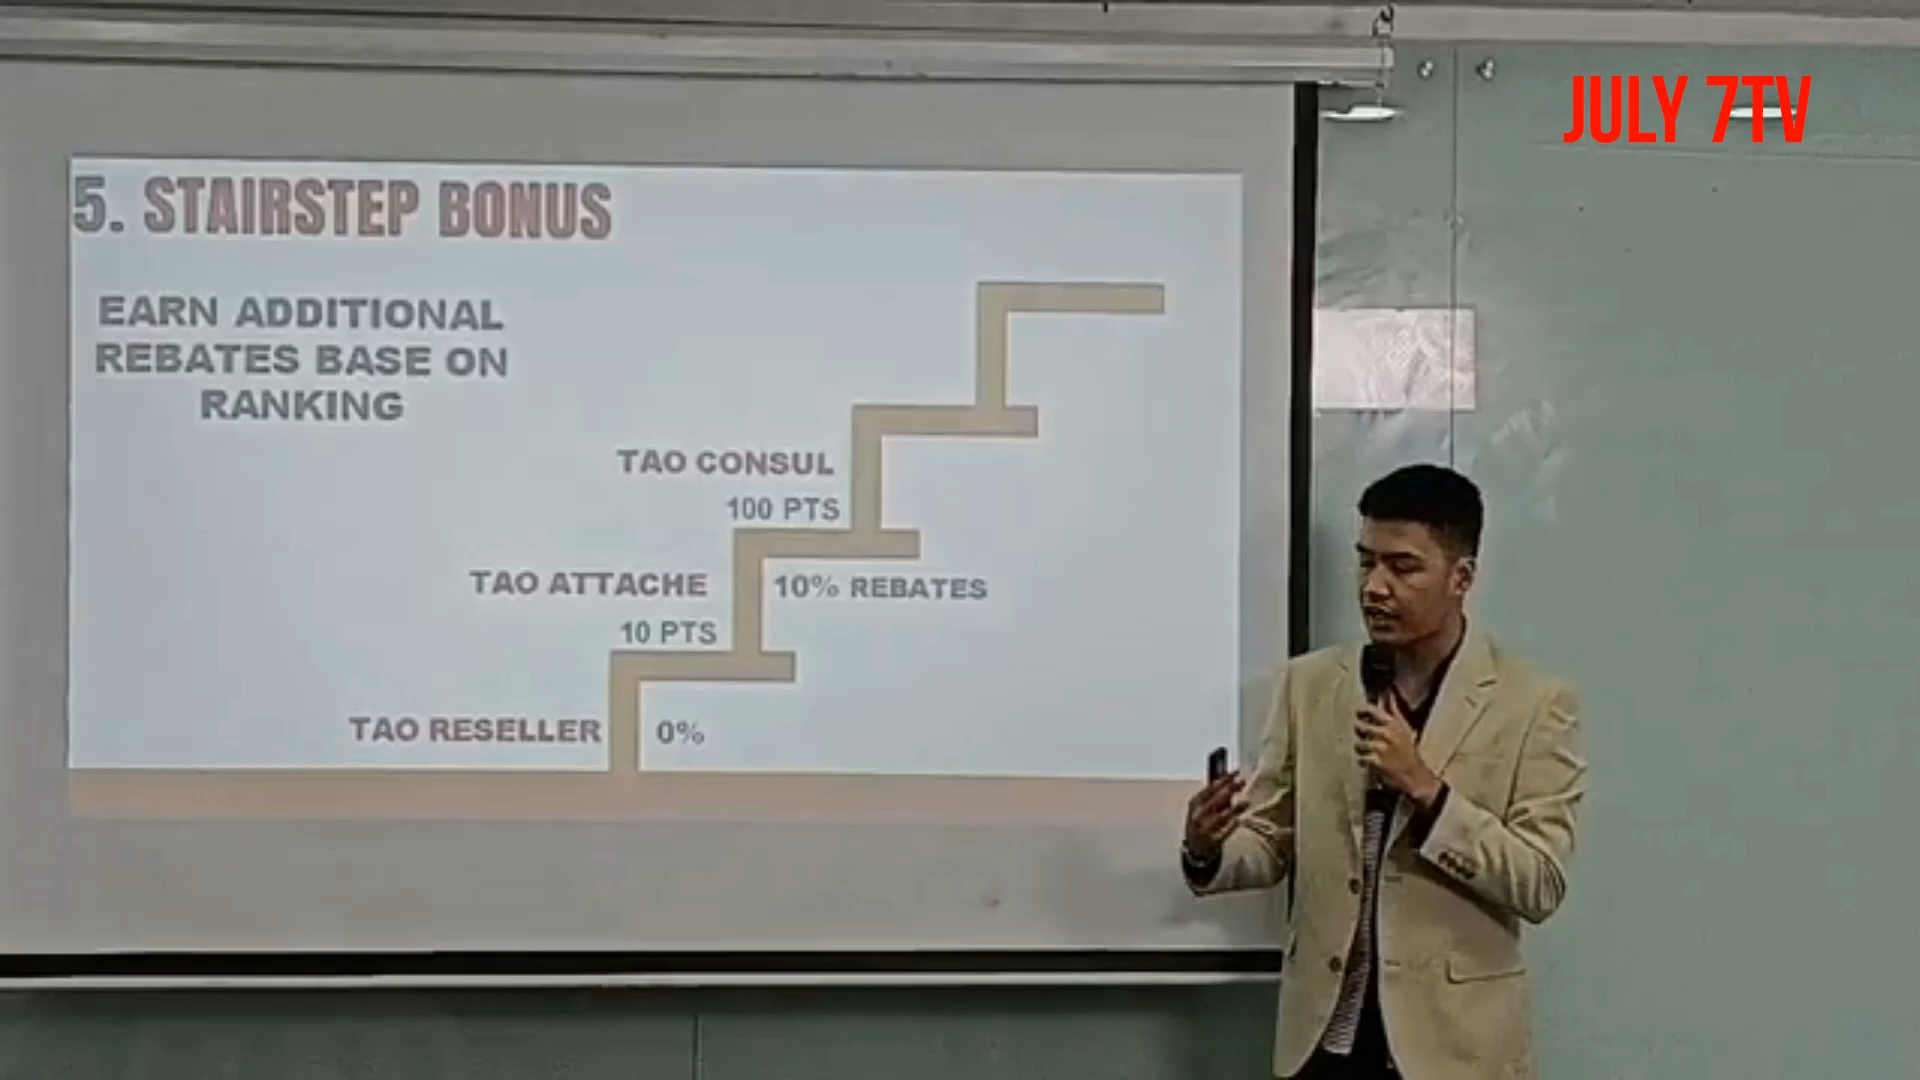 JULY 7TV
5. STAIRSTEP BONUS
EARN ADDITIONAL
REBATES BASE ON
RANKING
TAO CONSUL
100 PTS
TAO ATTACHE
10% REBATES
10 PTS
TAO RESELLER
0%